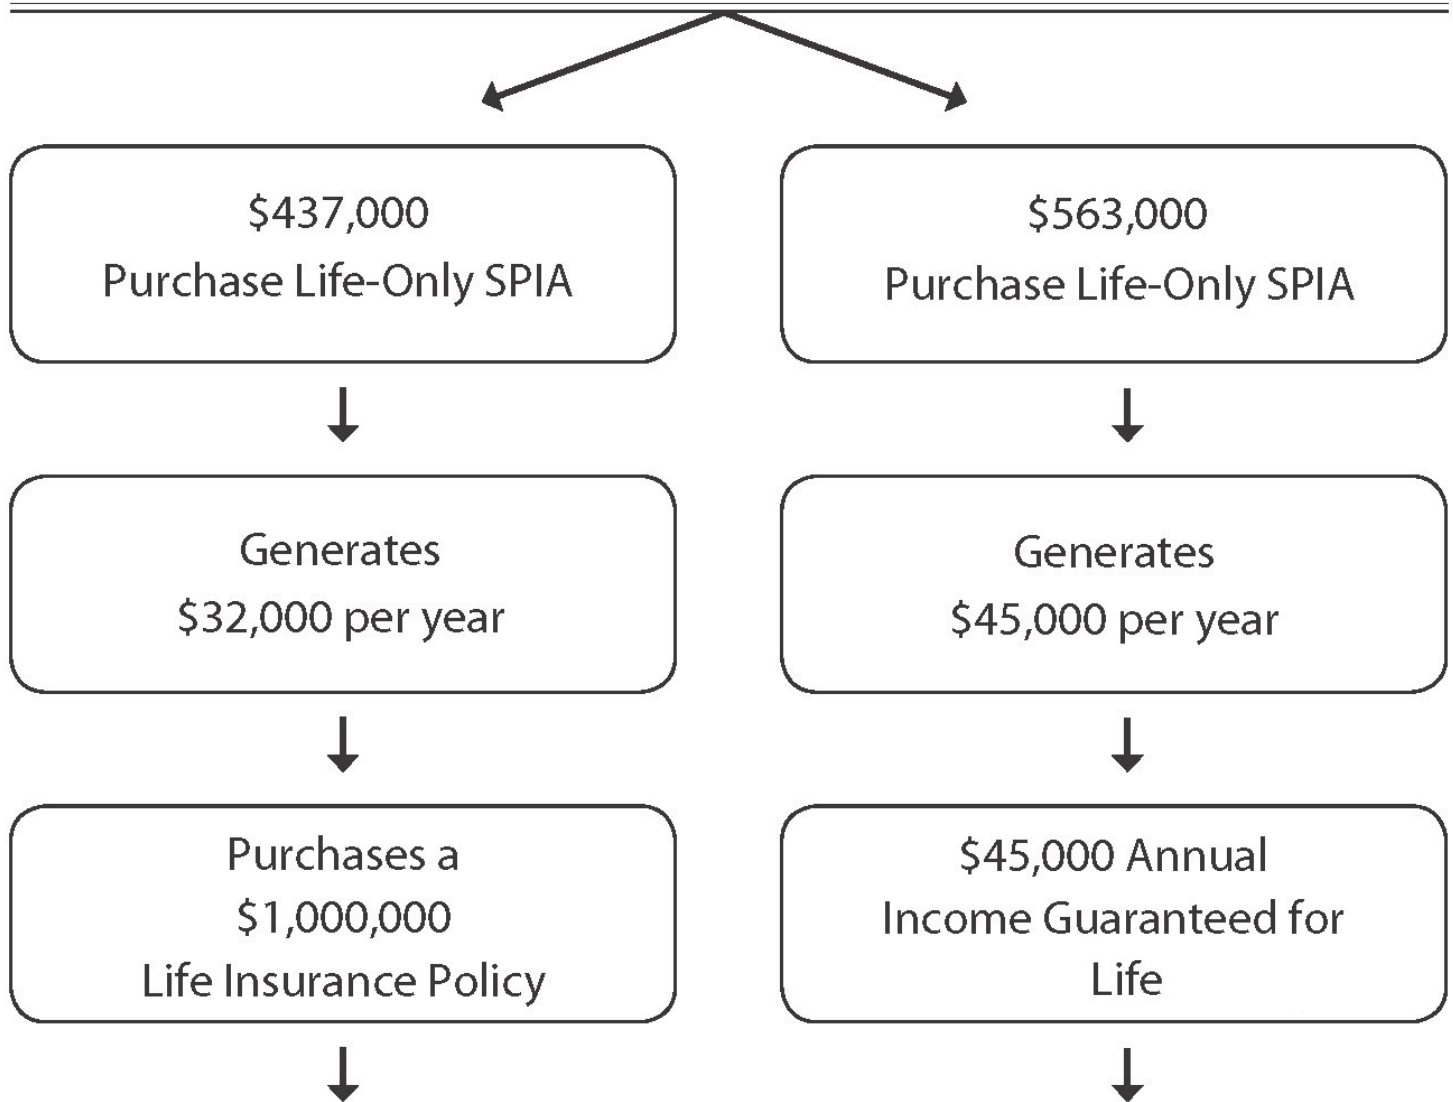 $437,000
Purchase Life-Only SPIA
$563,000
Purchase Life-Only SPIA
Generates
$32,000 per year
Generates
$45,000 per year
Purchases a
$1,000,000
Life Insurance Policy
$45,000 Annual
Income Guaranteed for
Life